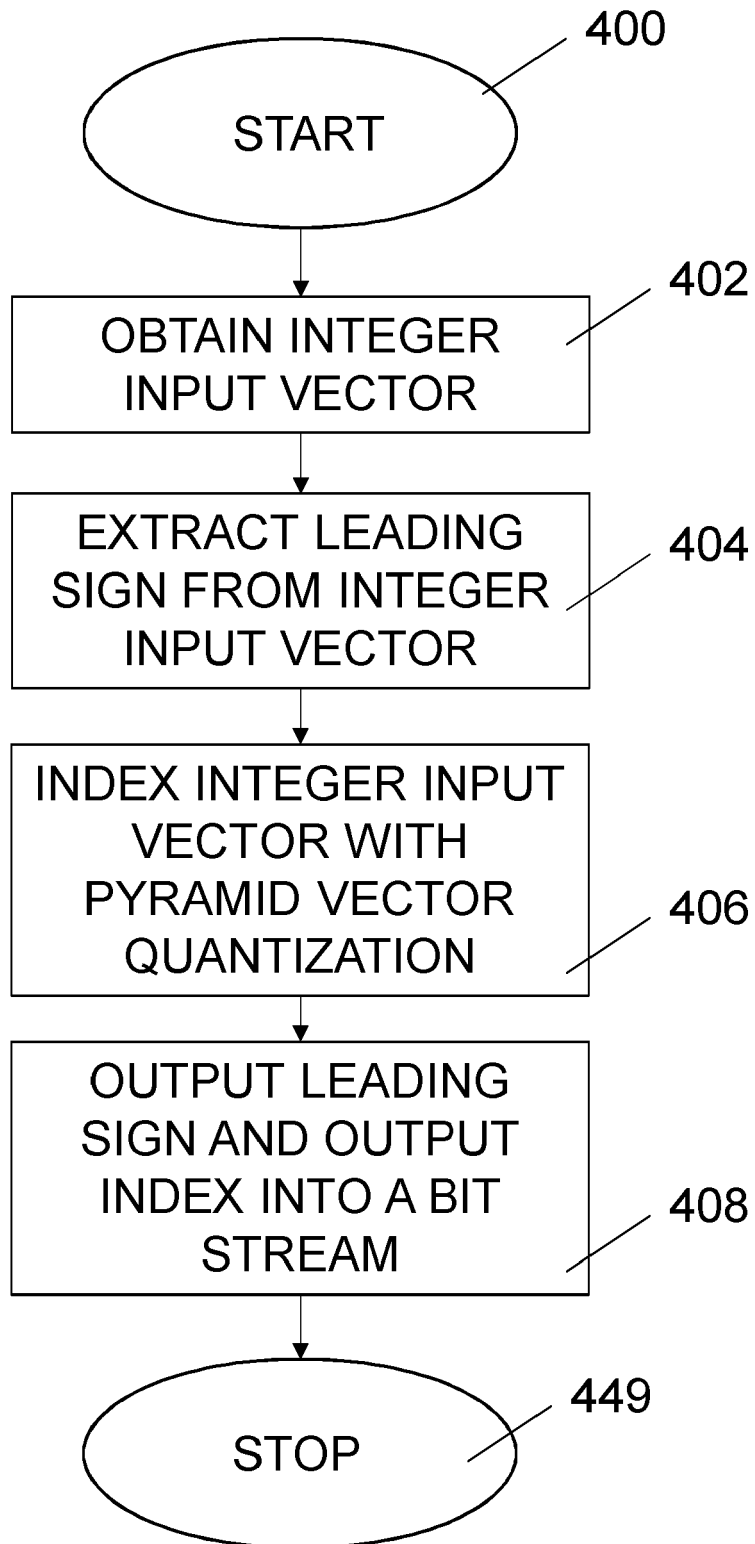 400
START
402
OBTAIN INTEGER
INPUT VECTOR
EXTRACT LEADING
SIGN FROM INTEGER
INPUT VECTOR
404
INDEX INTEGER INPUT
VECTOR WITH
PYRAMID VECTOR
QUANTIZATION
406
OUTPUT LEADING
SIGN AND OUTPUT
INDEX INTO A BIT
STREAM
408
449
STOP